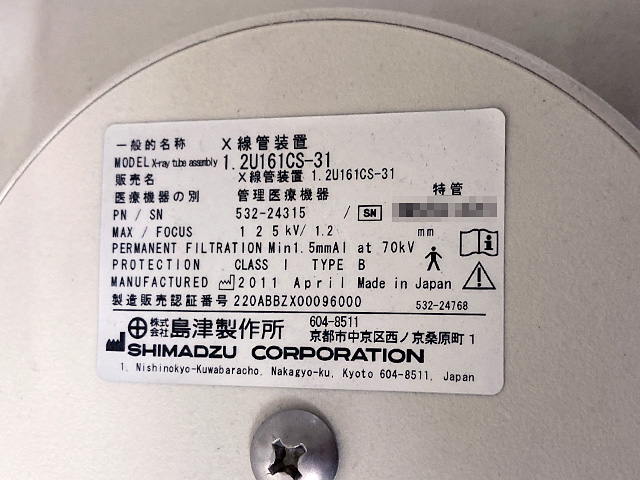 一般的名称 X線管装置
MODEL X-ray tube assembly 1.2U161CS-31
販売名 X線管装置 1.2U161CS-31
医療機器の別 管理医療機器 特管
PN / SN 532-24315 / SN
MAX / FOCUS 125kV/1.2 mm
PERMANENT FILTRATION Min1.5mmAl at 70kV
PROTECTION CLASS I TYPE B
MANUFACTURED 2011 April Made in Japan
製造販売認証番号 220ABBZX00096000 532-24768
株式会社 島津製作所 604-8511
京都市中京区西ノ京桑原町1
SHIMADZU CORPORATION
1, Nishinokyo-Kuwabaracho, Nakagyo-ku, Kyoto 604-8511, Japan